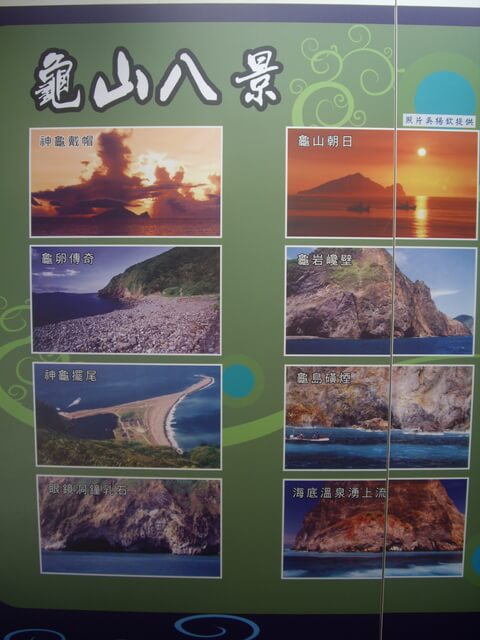 龜山八景
照片吳楊欽提供
神龜戴帽
龜山朝日
龜卵傳奇
龜岩巉壁
神龜擺尾
龜島磺煙
眼鏡洞鐘乳石
海底溫泉湧上流